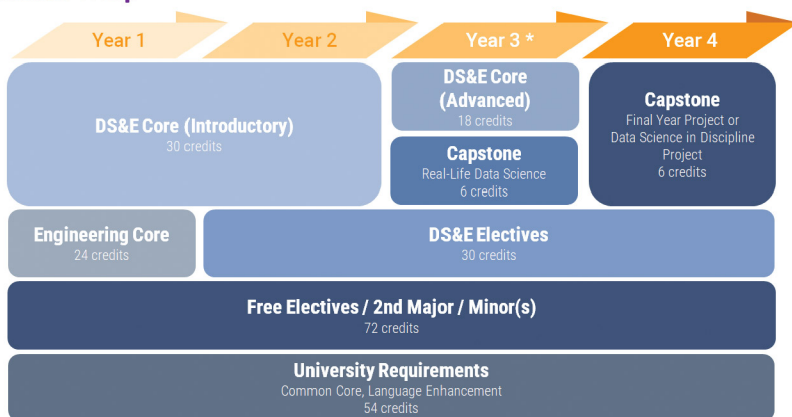 Year 1
Year 2
Year 3 *
Year 4
DS&E Core (Introductory)
30 credits
DS&E Core
(Advanced)
18 credits
Capstone
Real-Life Data Science
6 credits
Capstone
Final Year Project or
Data Science in Discipline
Project
6 credits
Engineering Core
24 credits
DS&E Electives
30 credits
Free Electives / 2nd Major / Minor(s)
72 credits
University Requirements
Common Core, Language Enhancement
54 credits